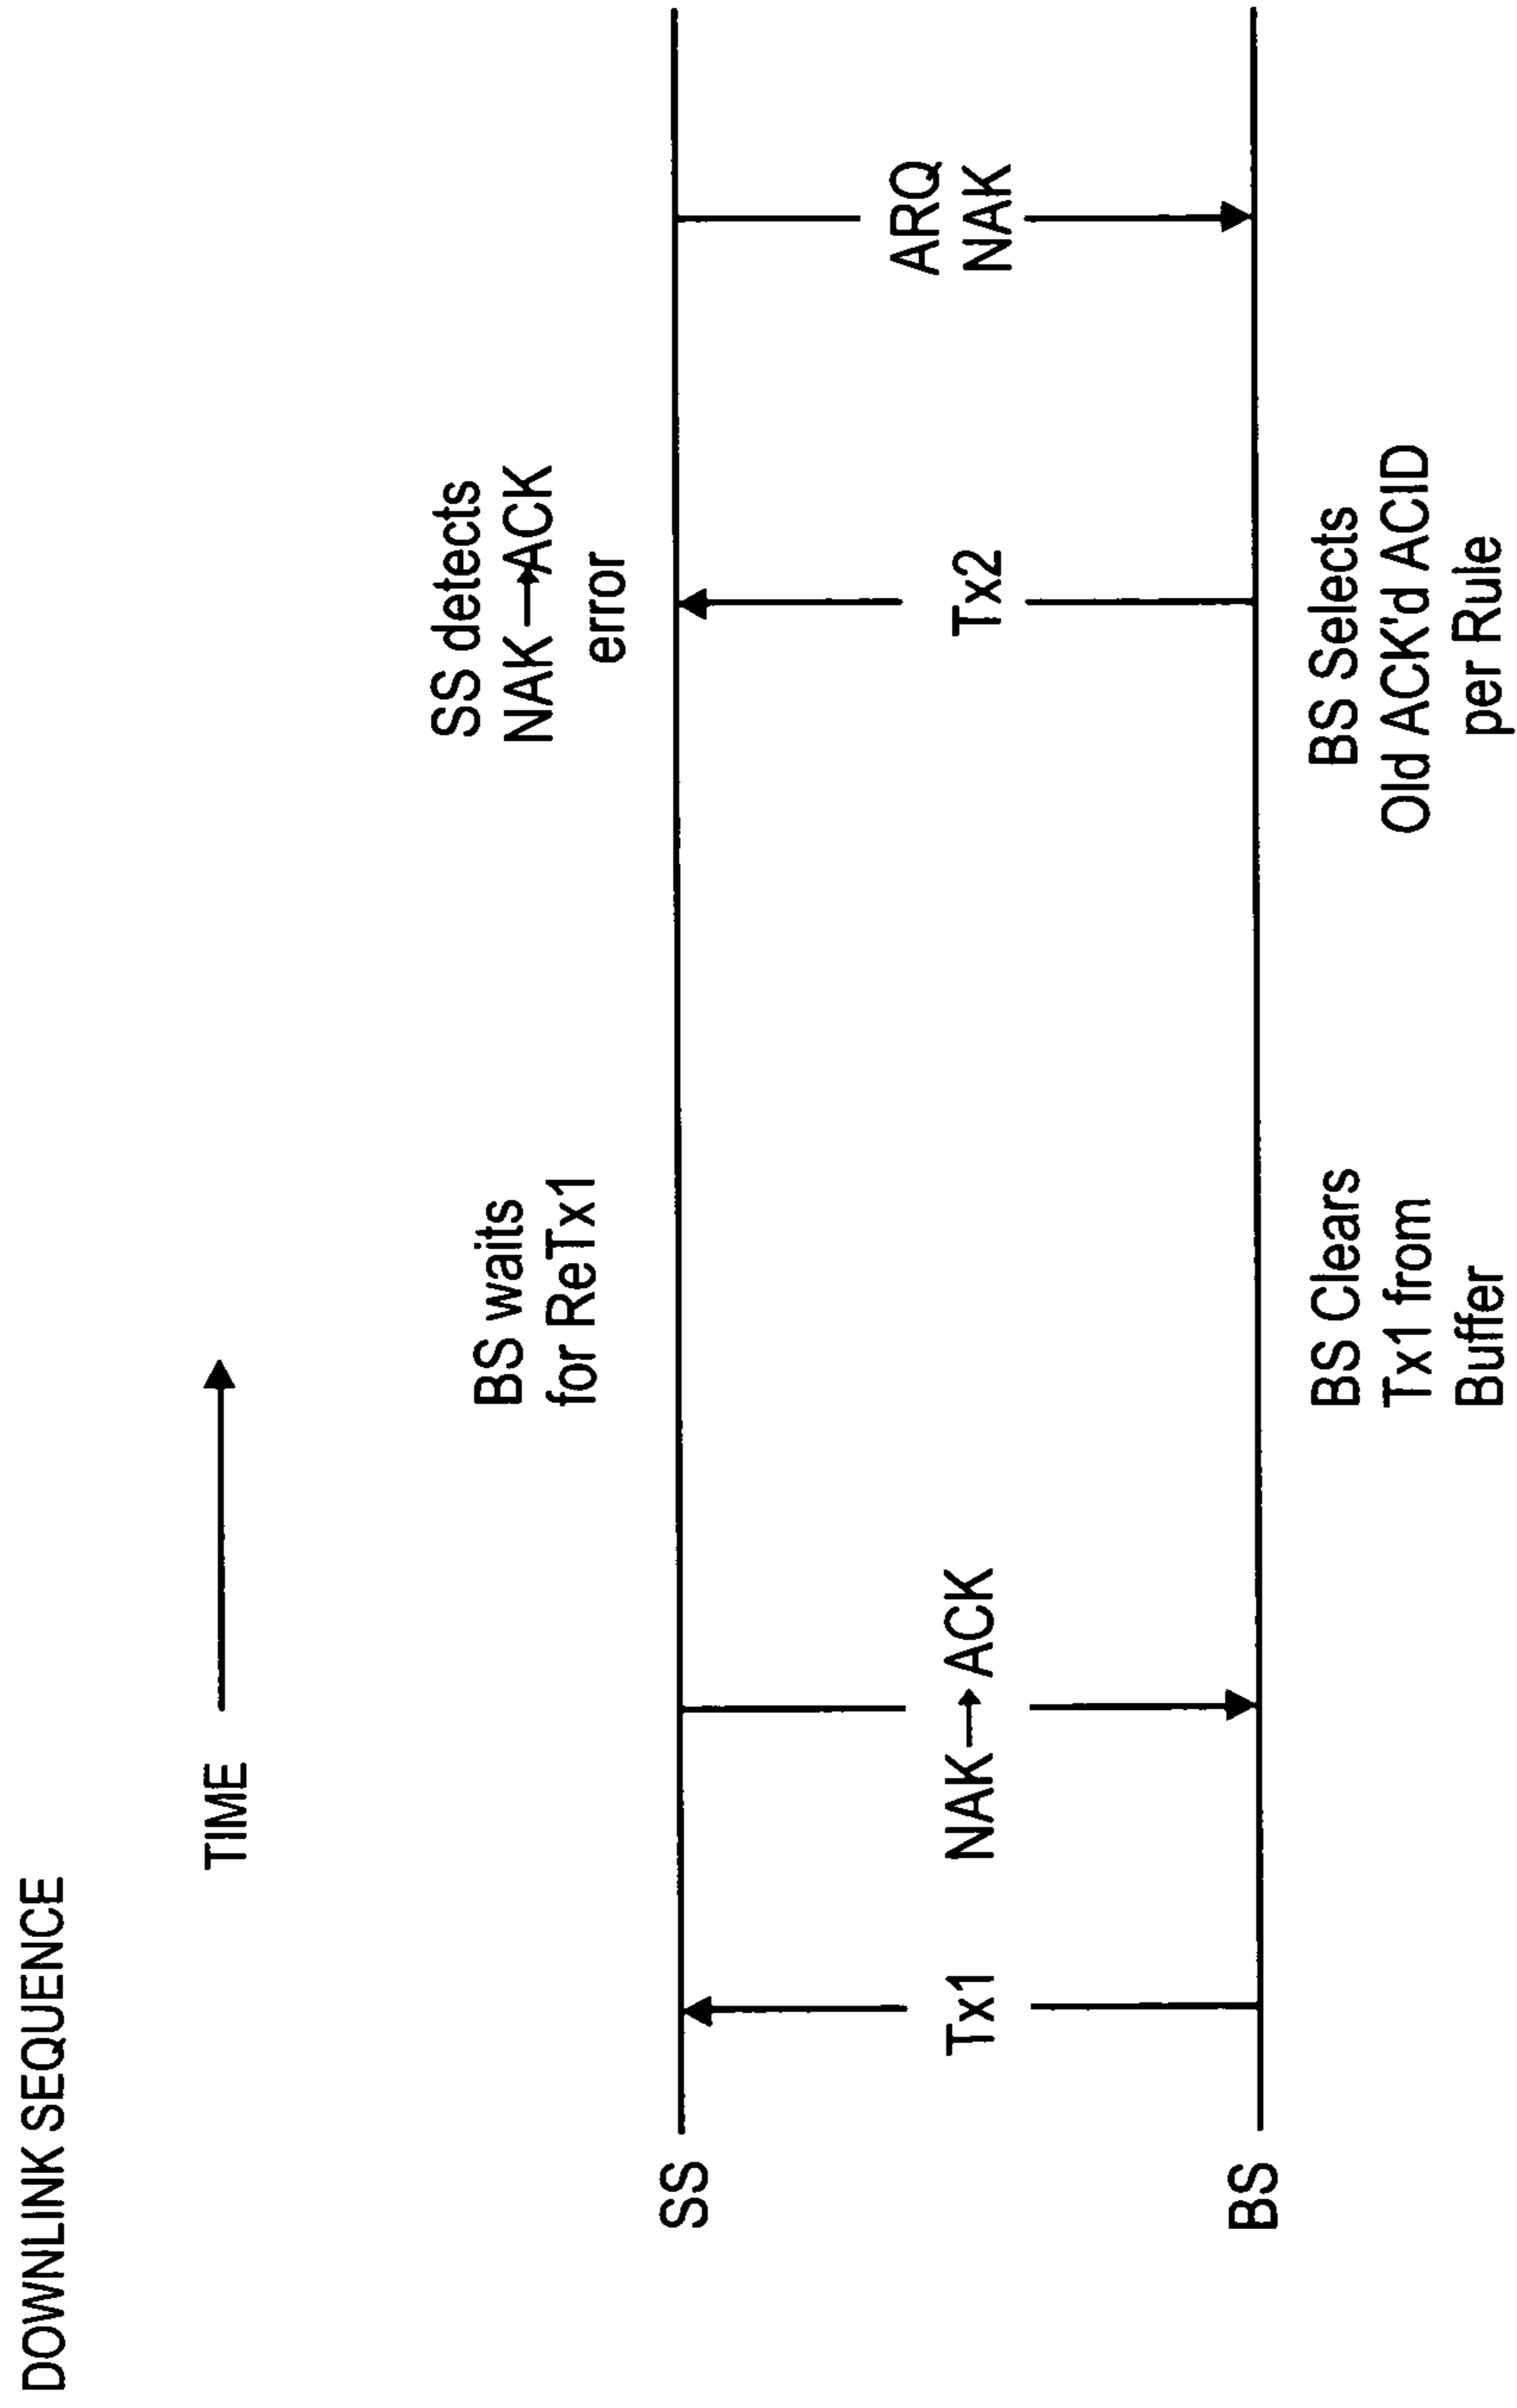 DOWNLINK SEQUENCE
TIME
BS waits
for ReTx1
SS detects
NAK→ACK
error
SS
Tx1
NAK→ACK
Tx2
ARQ
NAK
BS
BS Clears
Tx1 from
Buffer
BS Selects
Old ACK'd ACID
per Rule